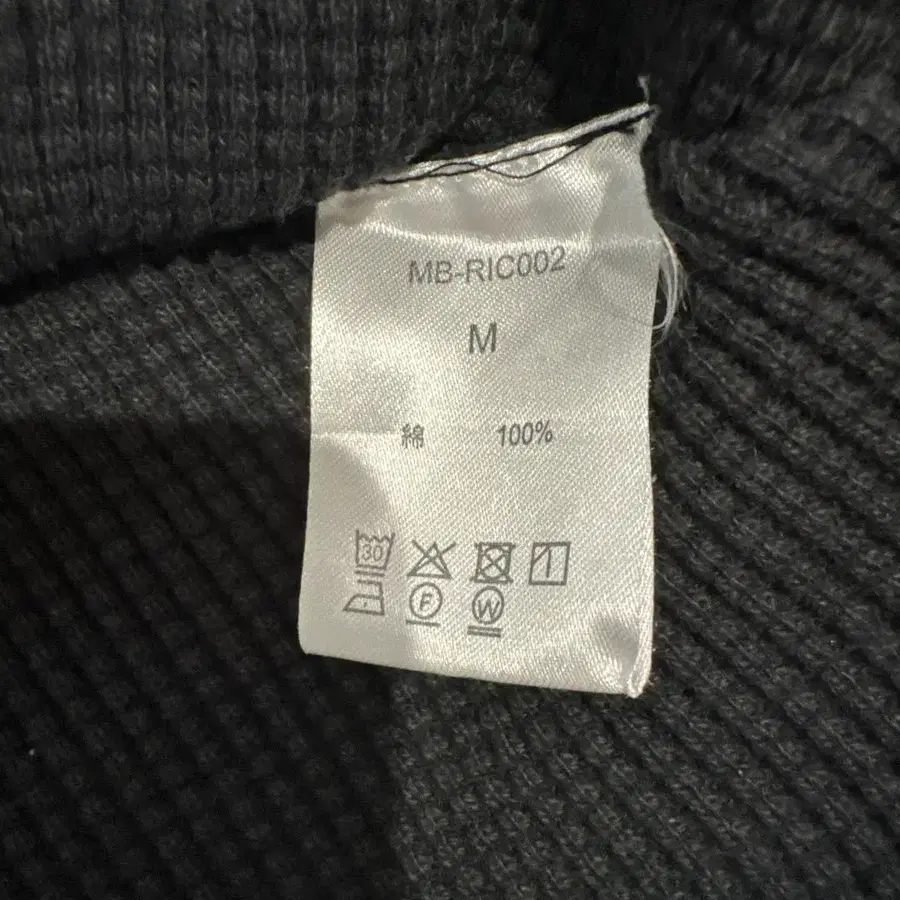 MB-RIC002
M
綿 100%
30
F W